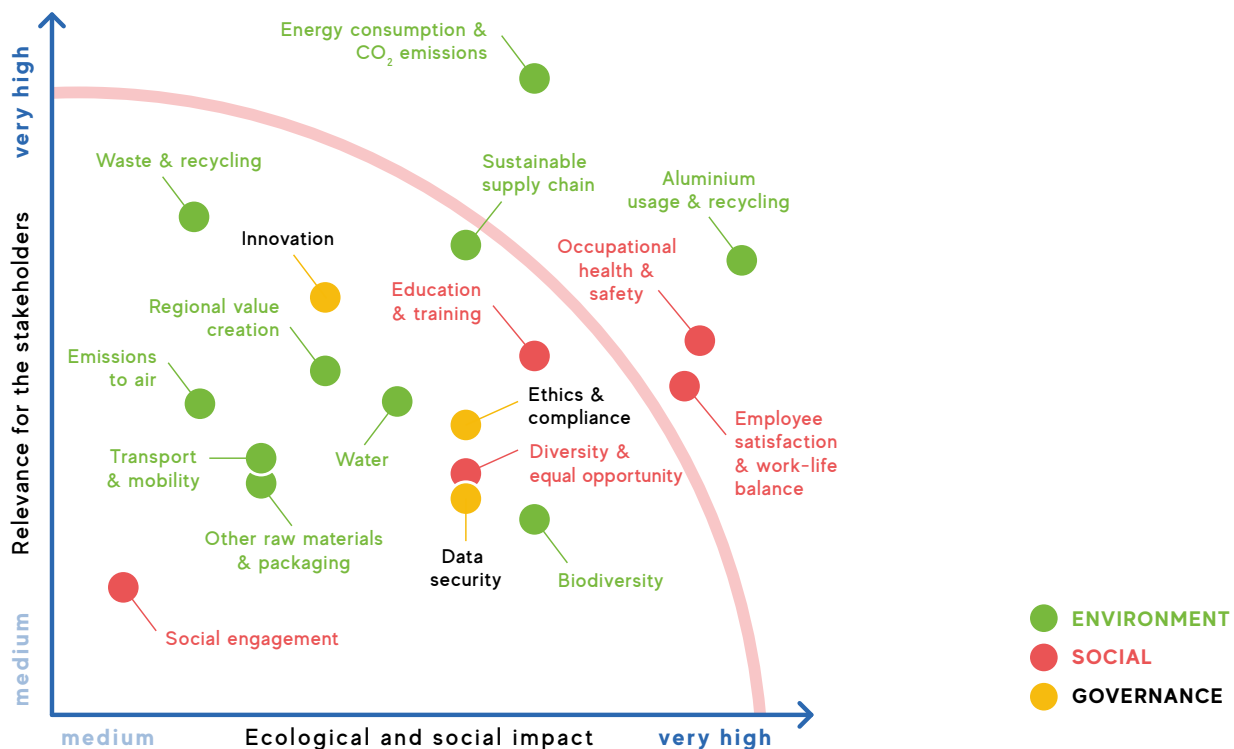 Energy consumption &
CO2 emissions
very high
Waste & recycling
Sustainable
supply chain
Aluminium
usage & recycling
Innovation
Occupational
health &
safety
Education
& training
Regional value
creation
Emissions
to air
Relevance for the stakeholders
Ethics &
compliance
Employee
satisfaction
& work-life
balance
Transport
& mobility
Water
Diversity &
equal opportunity
Other raw materials
& packaging
Data
security
Biodiversity
Social engagement
medium
ENVIRONMENT
SOCIAL
GOVERNANCE
medium
Ecological and social impact
very high